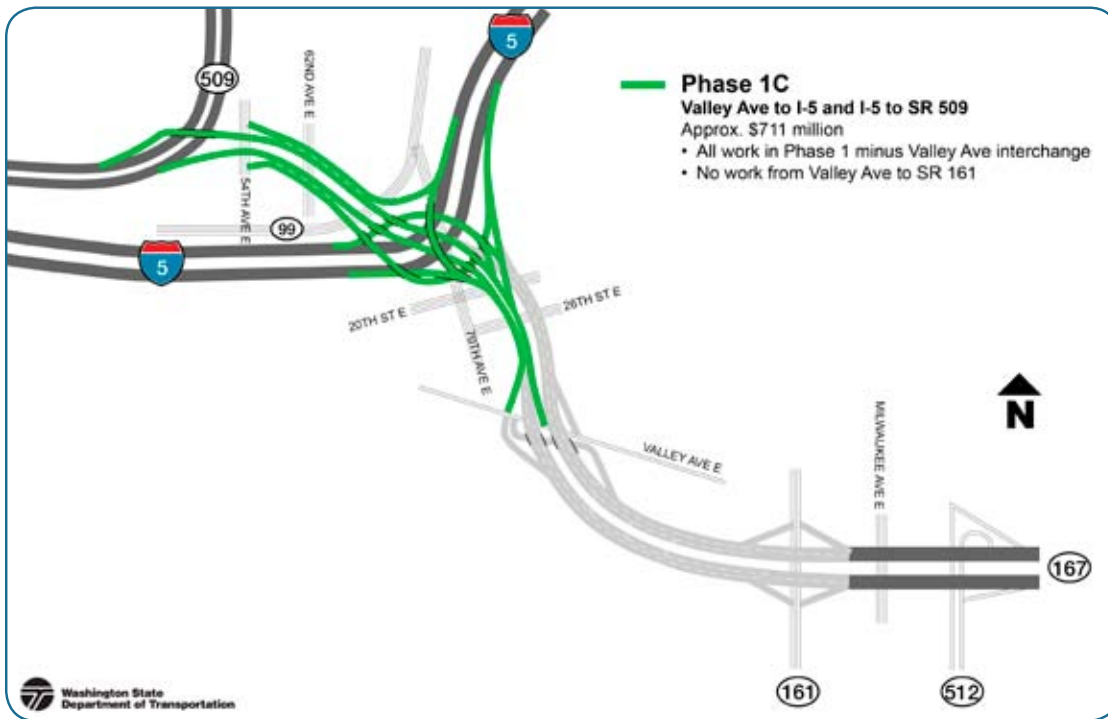 5
509
62ND AVE E
Phase 1C
Valley Ave to I-5 and I-5 to SR 509
Approx. $711 million
• All work in Phase 1 minus Valley Ave interchange
• No work from Valley Ave to SR 161
54TH AVE E
99
5
20TH ST E
26TH ST E
70TH AVE E
N
MILWAUKEE AVE E
VALLEY AVE E
167
161
512
Washington State
Department of Transportation